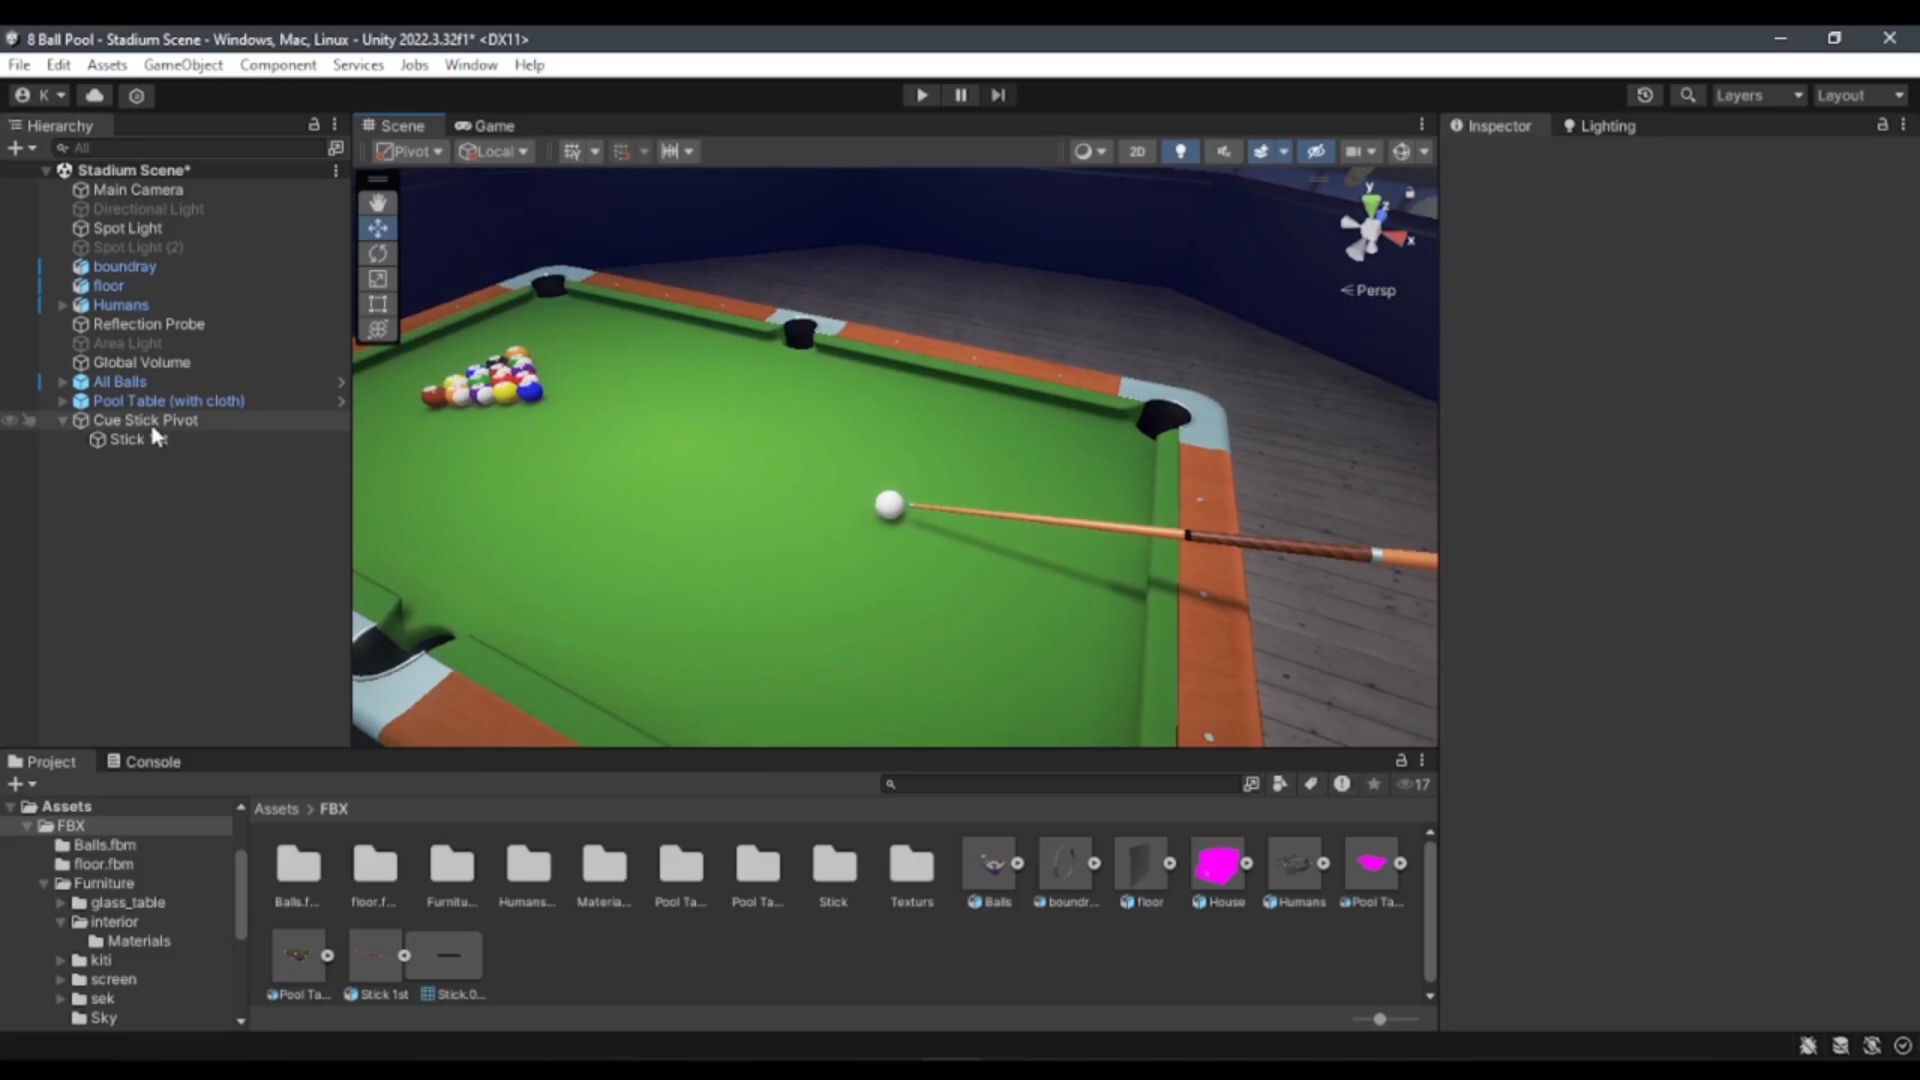 8 Ball Pool - Stadium Scene - Windows, Mac, Linux - Unity 2022.3.32f1* <DX11>
File Edit Assets GameObject Component Services Jobs Window Help
K Layers Layout
Hierarchy Scene Game Inspector Lighting
All Pivot Local 2D
Stadium Scene*
Main Camera
Directional Light
Spot Light
Spot Light (2)
boundray
floor
Humans
Reflection Probe
Area Light
Global Volume
All Balls
Pool Table (with cloth)
Cue Stick Pivot
Stick
y
z
x
Persp
Project Console
17
Assets
FBX
Balls.fbm
floor.fbm
Furniture
glass_table
interior
Materials
kiti
screen
sek
Sky
Assets > FBX
Balls.f... floor.f... Furnitu... Humans... Materia... Pool Ta... Pool Ta... Stick Texturs Balls boundr... floor House Humans Pool Ta...
Pool Ta... Stick 1st Stick.0...